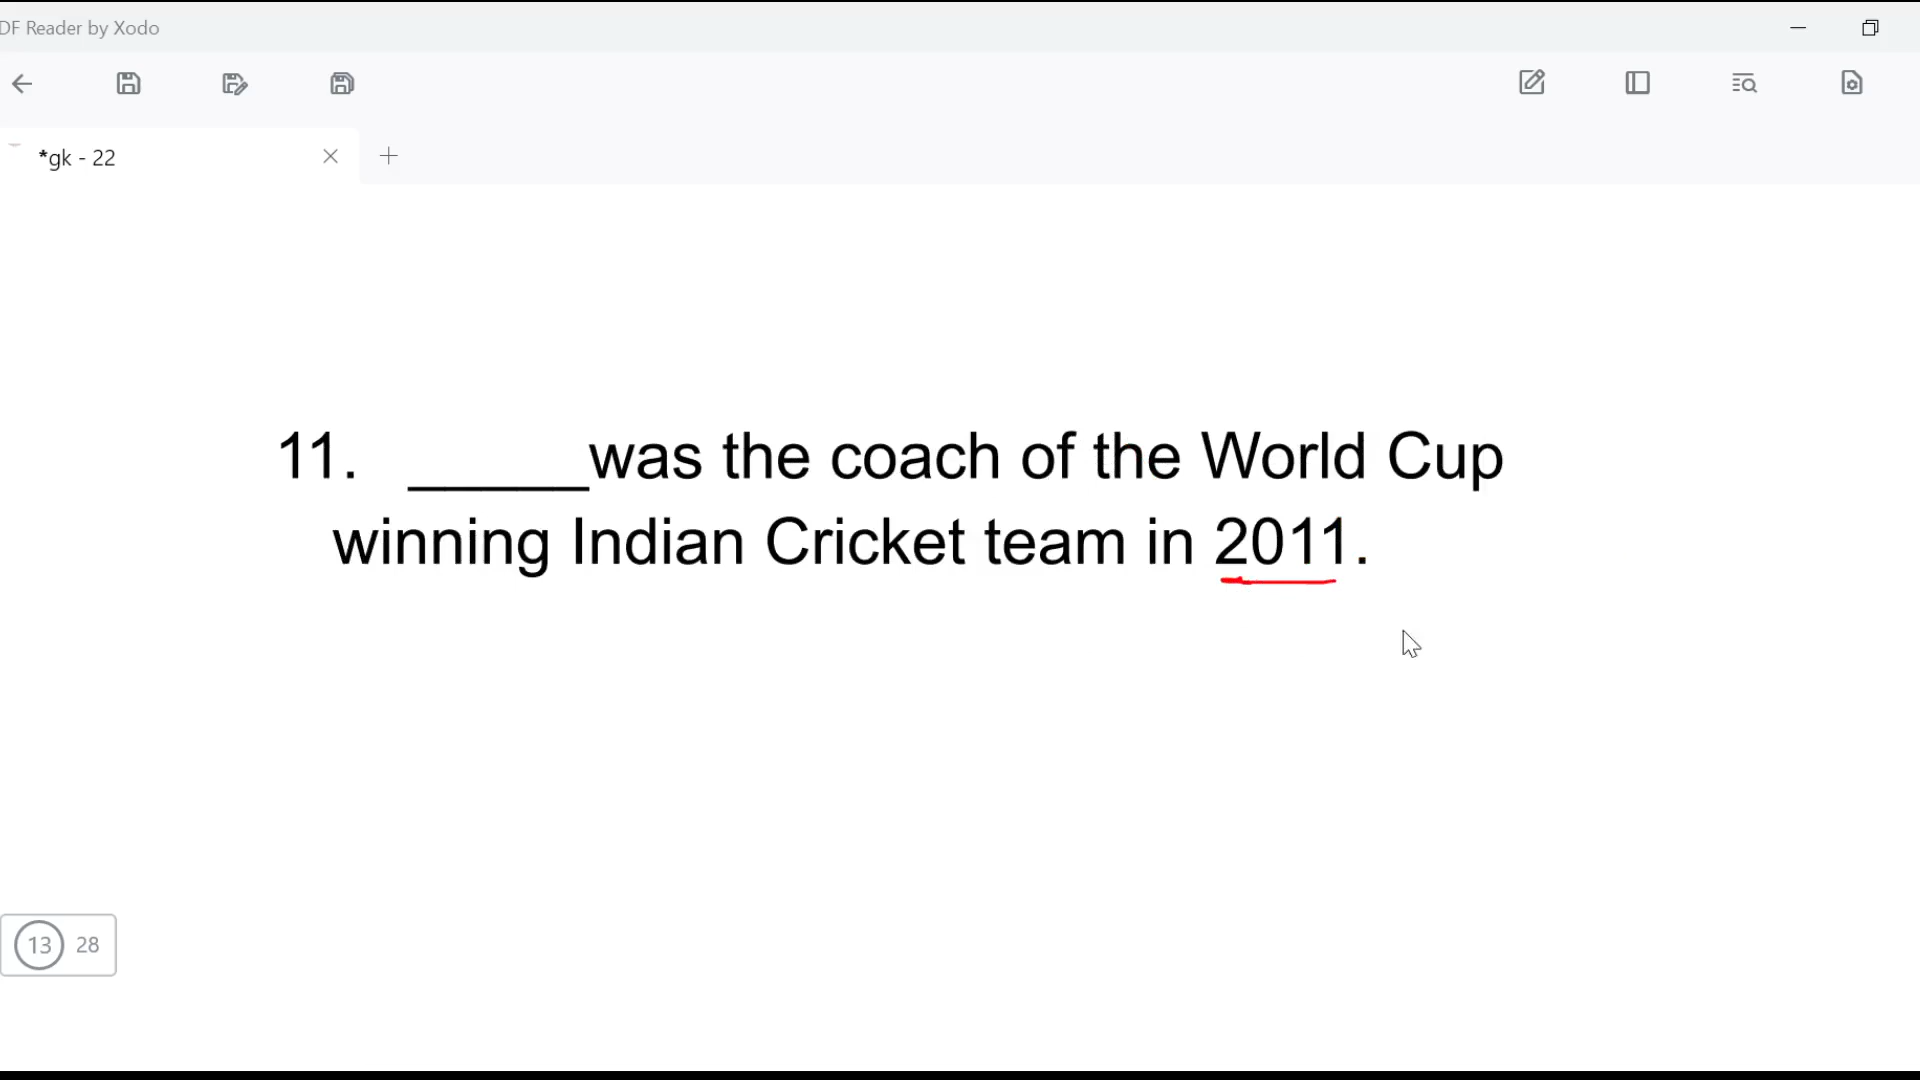 DF Reader by Xodo
*gk - 22
11. _____was the coach of the World Cup
winning Indian Cricket team in 2011.
13 28